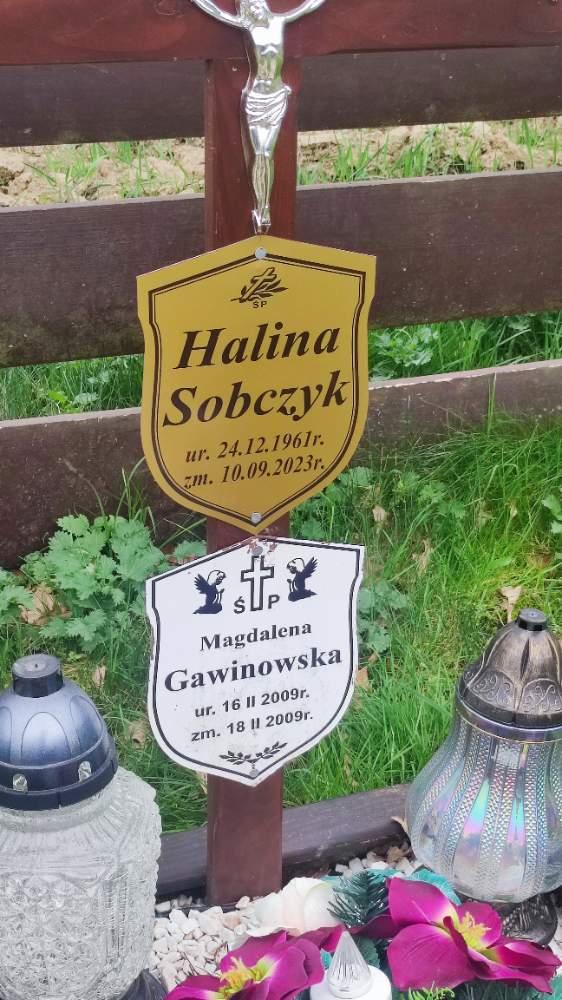 ŚP
Halina
Sobczyk
ur. 24.12.1961r.
zm. 10.09.2023r.
Ś P
Magdalena
Gawinowska
ur. 16 II 2009r.
zm. 18 II 2009r.